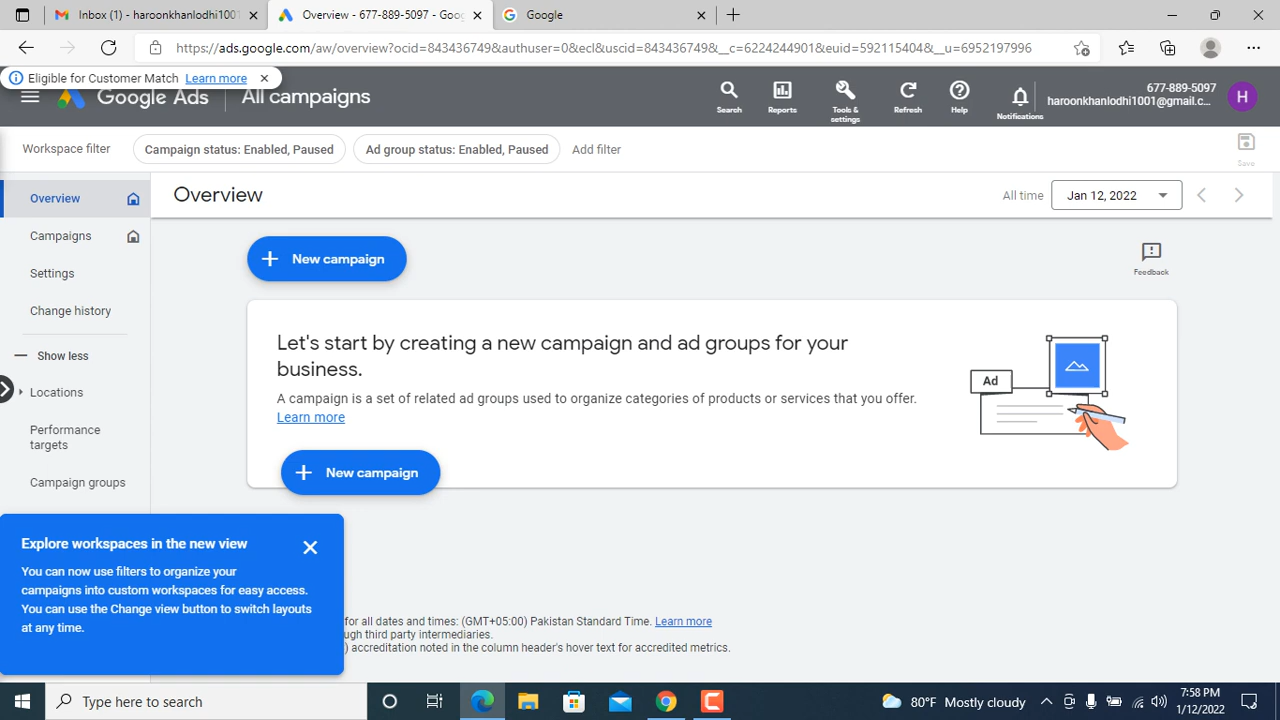 Inbox (1) - haroonkhanlodhi1001
Overview - 677-889-5097 - Goog
Google
https://ads.google.com/aw/overview?ocid=843436749&authuser=0&ecl&uscid=843436749&__c=6224244901&euid=592115404&__u=6952197996
Eligible for Customer Match Learn more
Google Ads
All campaigns
Search
Reports
Tools &
settings
Refresh
Help
Notifications
677-889-5097
haroonkhanlodhi1001@gmail.c...
H
Workspace filter
Campaign status: Enabled, Paused
Ad group status: Enabled, Paused
Add filter
Save
Overview
Campaigns
Settings
Change history
Show less
Locations
Performance
targets
Campaign groups
Overview
All time
Jan 12, 2022
New campaign
Feedback
Let's start by creating a new campaign and ad groups for your
business.
A campaign is a set of related ad groups used to organize categories of products or services that you offer.
Learn more
Ad
New campaign
Explore workspaces in the new view
You can now use filters to organize your
campaigns into custom workspaces for easy access.
You can use the Change view button to switch layouts
at any time.
for all dates and times: (GMT+05:00) Pakistan Standard Time. Learn more
ugh third party intermediaries.
) accreditation noted in the column header's hover text for accredited metrics.
Type here to search
80°F Mostly cloudy
7:58 PM
1/12/2022